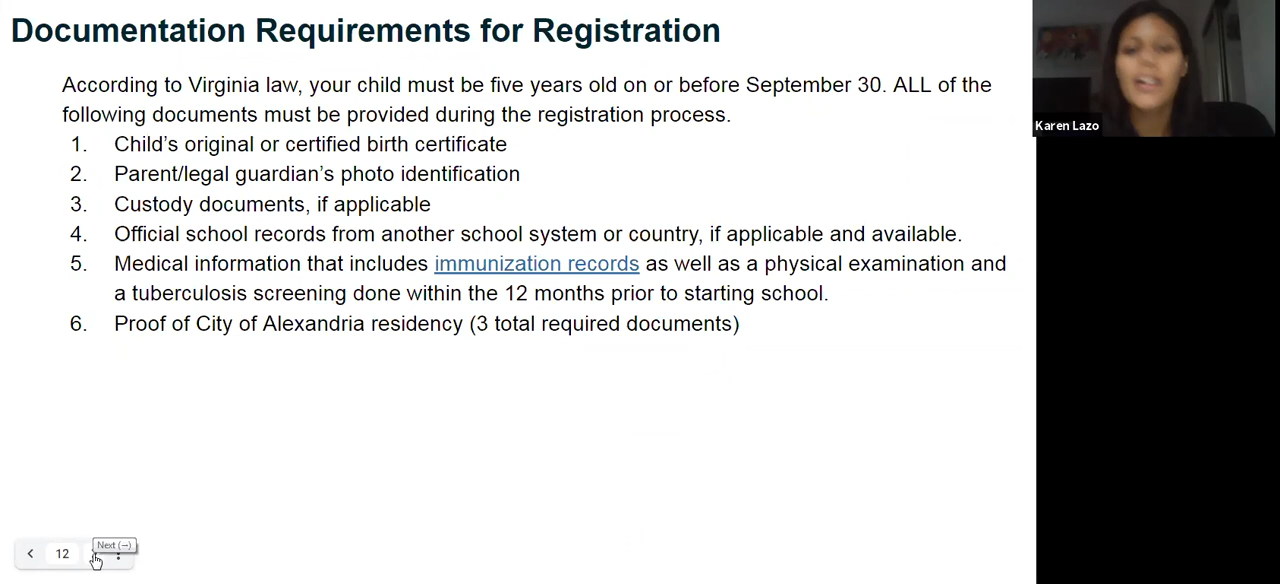 Documentation Requirements for Registration
According to Virginia law, your child must be five years old on or before September 30. ALL of the
following documents must be provided during the registration process.
1. Child's original or certified birth certificate
2. Parent/legal guardian's photo identification
3. Custody documents, if applicable
4. Official school records from another school system or country, if applicable and available.
5. Medical information that includes immunization records as well as a physical examination and
a tuberculosis screening done within the 12 months prior to starting school.
6. Proof of City of Alexandria residency (3 total required documents)
Karen Lazo
Next (→)
12